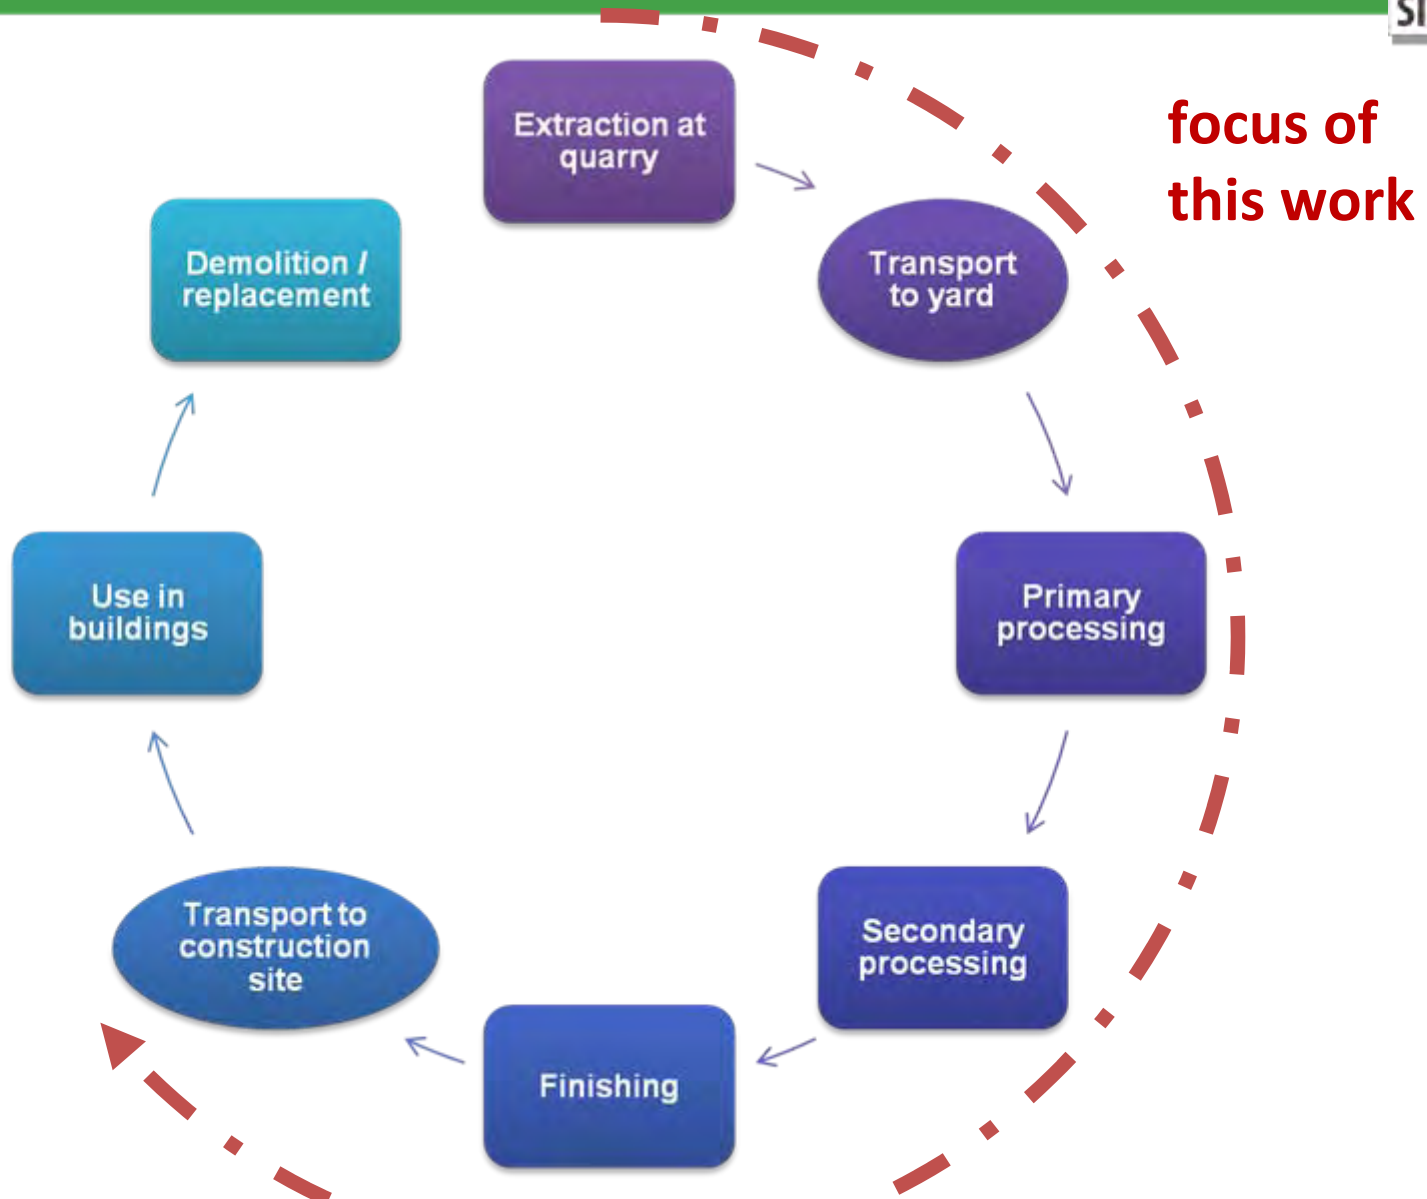 focus of
this work
Extraction at
quarry
Transport
to yard
Primary
processing
Secondary
processing
Finishing
Transport to
construction
site
Use in
buildings
Demolition /
replacement